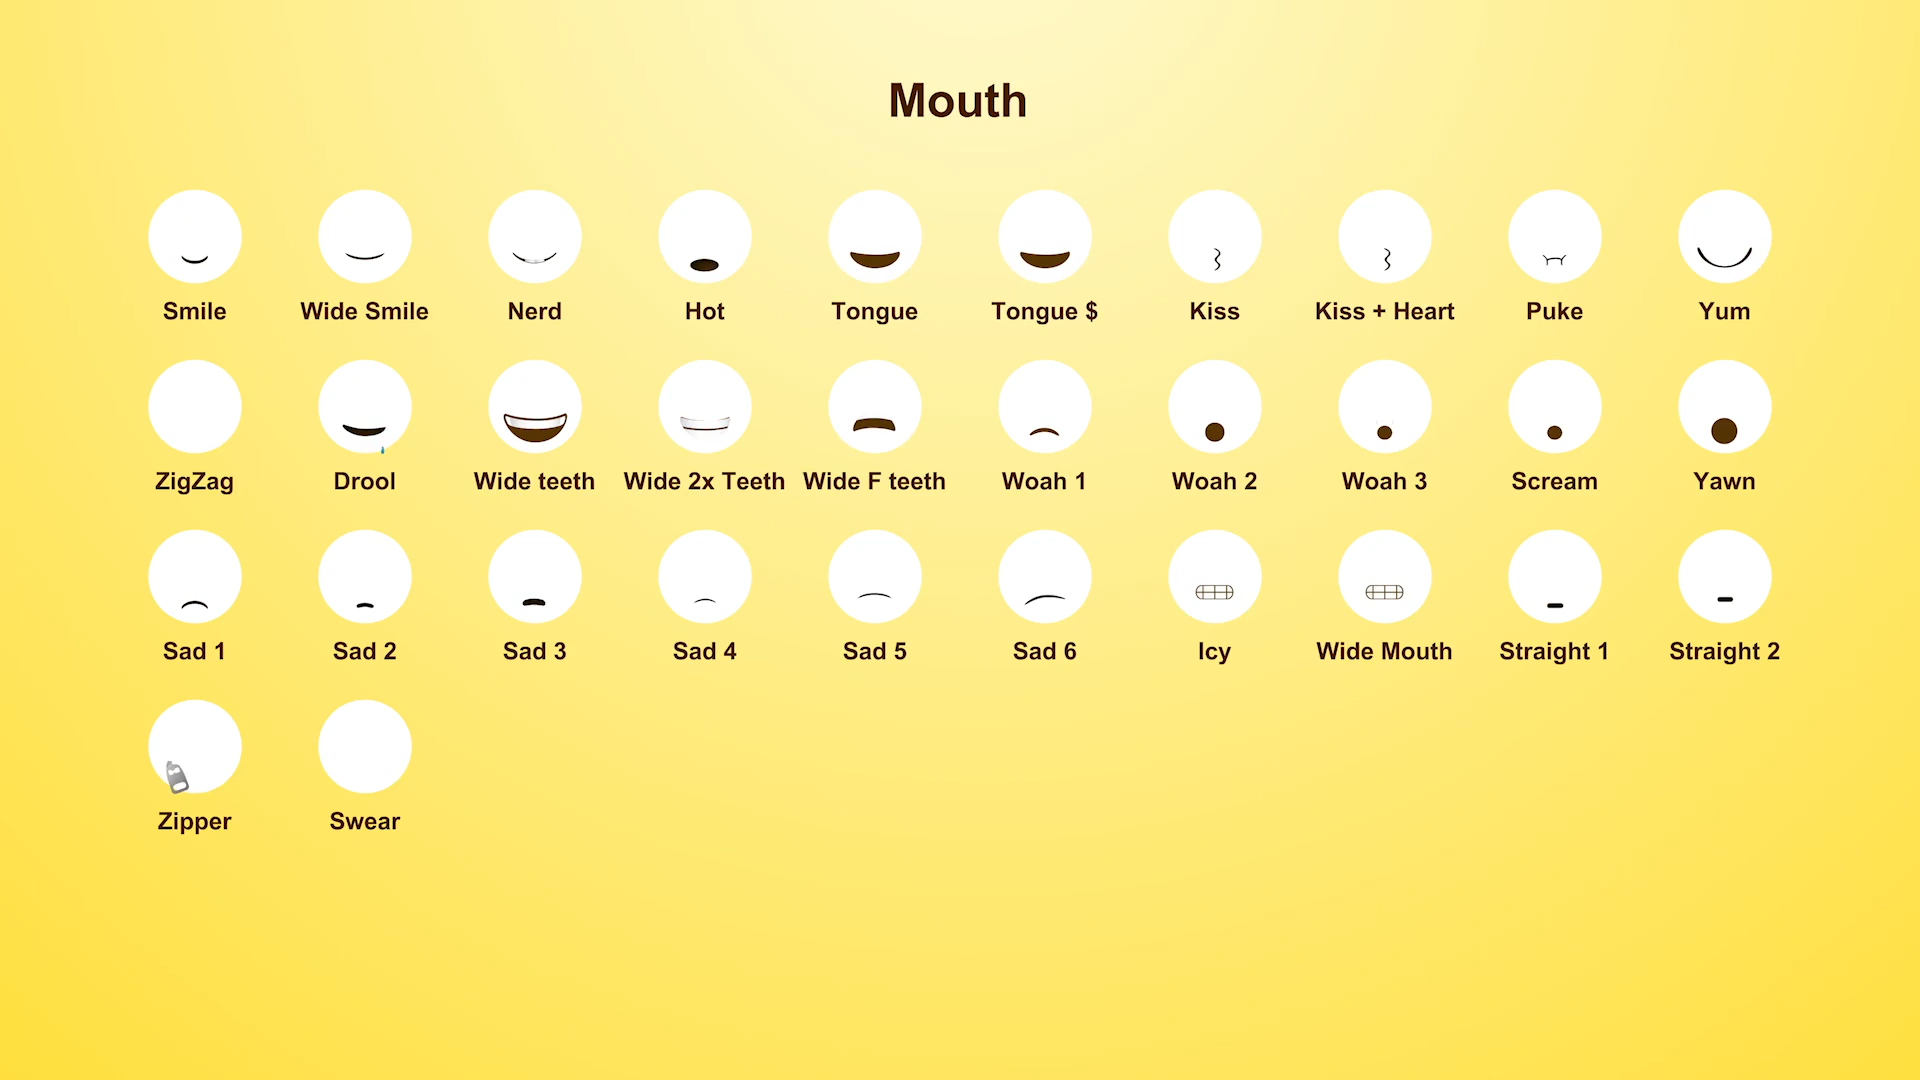 Mouth
Smile Wide Smile Nerd Hot Tongue Tongue $ Kiss Kiss + Heart Puke Yum
ZigZag Drool Wide teeth Wide 2x Teeth Wide F teeth Woah 1 Woah 2 Woah 3 Scream Yawn
Sad 1 Sad 2 Sad 3 Sad 4 Sad 5 Sad 6 Icy Wide Mouth Straight 1 Straight 2
Zipper Swear